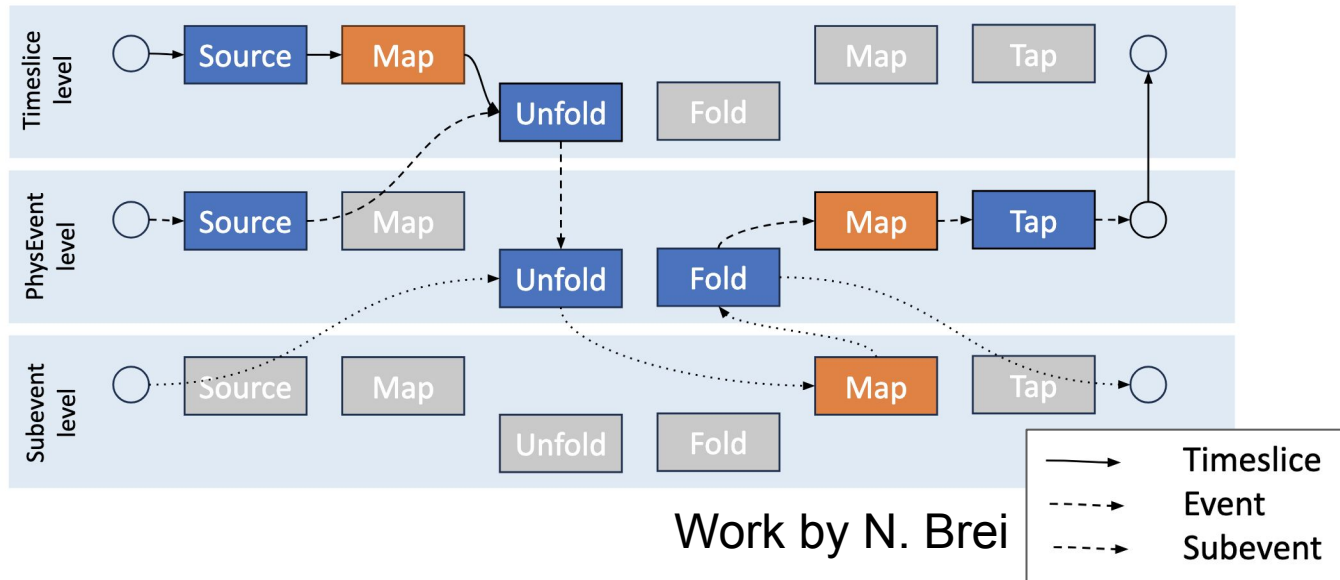 Timeslice
level
Source
Map
Unfold
Fold
Map
Tap
PhysEvent
level
Source
Map
Unfold
Fold
Map
Tap
Subevent
level
Source
Map
Unfold
Fold
Map
Tap
Work by N. Brei
Timeslice
Event
Subevent